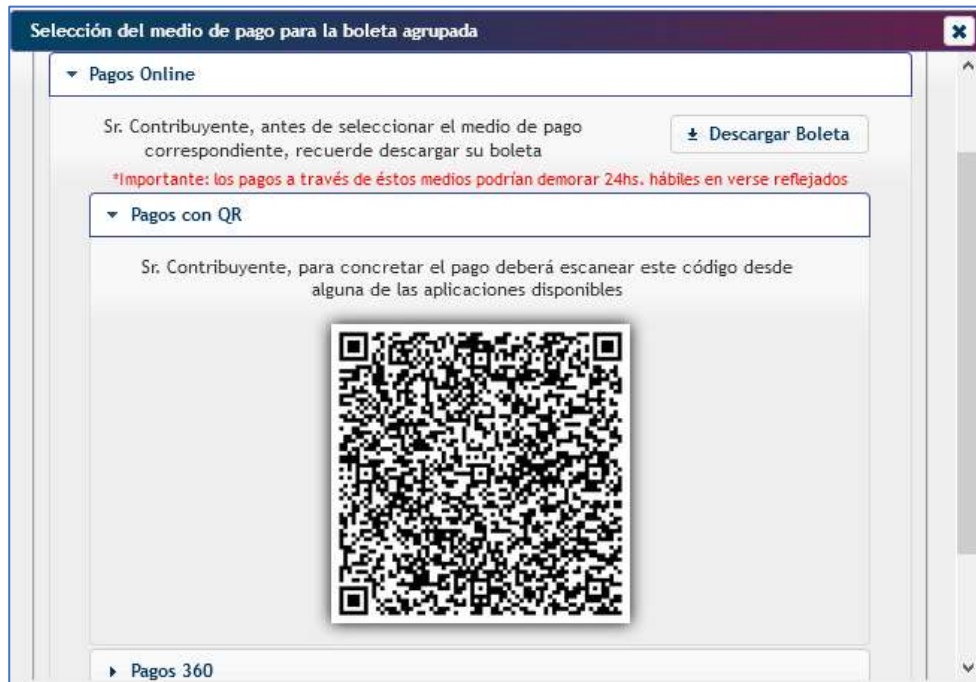 Selección del medio de pago para la boleta agrupada
Pagos Online
Sr. Contribuyente, antes de seleccionar el medio de pago
correspondiente, recuerde descargar su boleta
Descargar Boleta
*Importante: los pagos a través de éstos medios podrían demorar 24hs. hábiles en verse reflejados
Pagos con QR
Sr. Contribuyente, para concretar el pago deberá escanear este código desde
alguna de las aplicaciones disponibles
Pagos 360